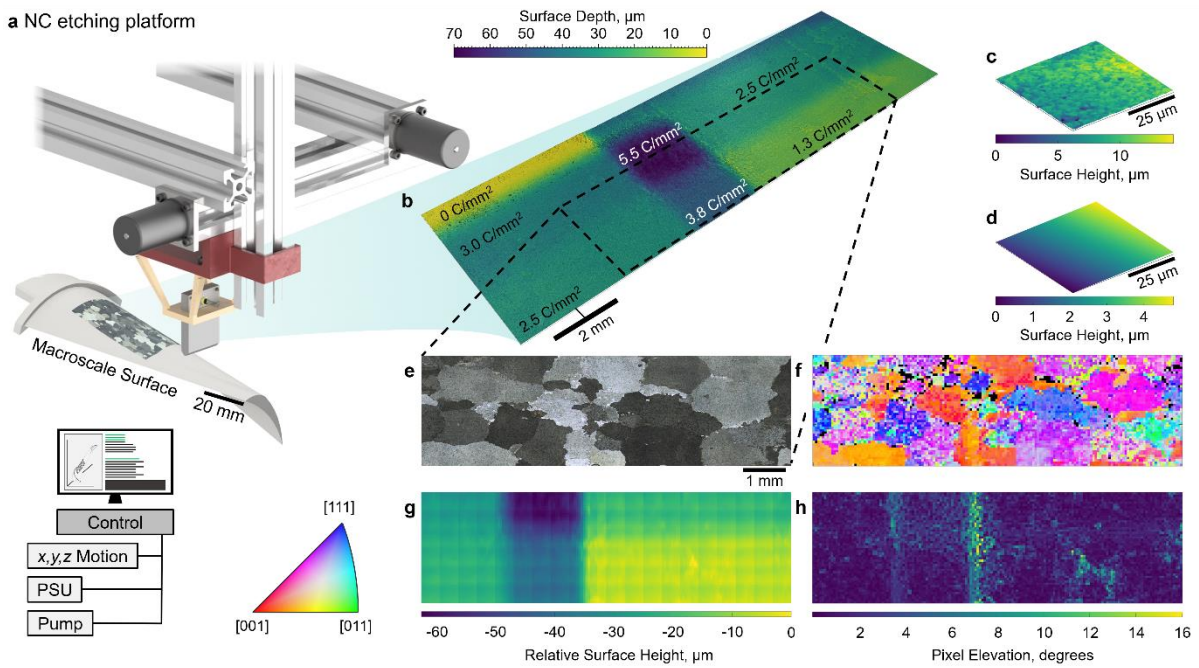 a NC etching platform
Macroscale Surface
20 mm
Control
x,y,z Motion
PSU
Pump
[111]
[001]
[011]
b
Surface Depth, µm
70 60 50 40 30 20 10 0
0 C/mm²
3.0 C/mm²
2.5 C/mm²
5.5 C/mm²
3.8 C/mm²
2.5 C/mm²
1.3 C/mm²
2 mm
c
25 µm
0 5 10
Surface Height, µm
d
25 µm
0 1 2 3 4
Surface Height, µm
e
1 mm
f
g
-60 -50 -40 -30 -20 -10 0
Relative Surface Height, µm
h
2 4 6 8 10 12 14 16
Pixel Elevation, degrees